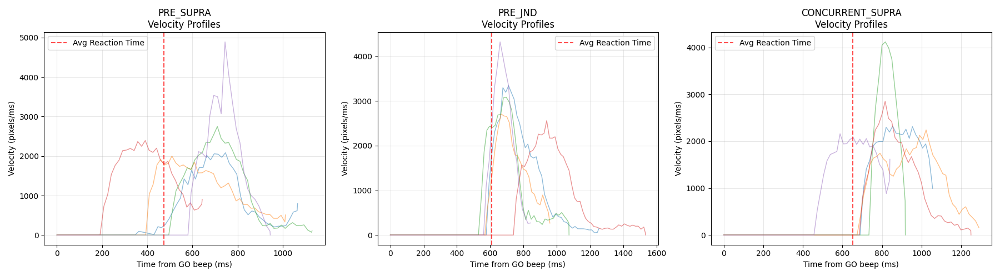 PRE_SUPRA
Velocity Profiles
Avg Reaction Time
5000
4000
3000
2000
1000
0
Velocity (pixels/ms)
0 200 400 600 800 1000
Time from GO beep (ms)
PRE_JND
Velocity Profiles
Avg Reaction Time
4000
3000
2000
1000
0
Velocity (pixels/ms)
0 200 400 600 800 1000 1200 1400 1600
Time from GO beep (ms)
CONCURRENT_SUPRA
Velocity Profiles
Avg Reaction Time
4000
3000
2000
1000
0
Velocity (pixels/ms)
0 200 400 600 800 1000 1200
Time from GO beep (ms)